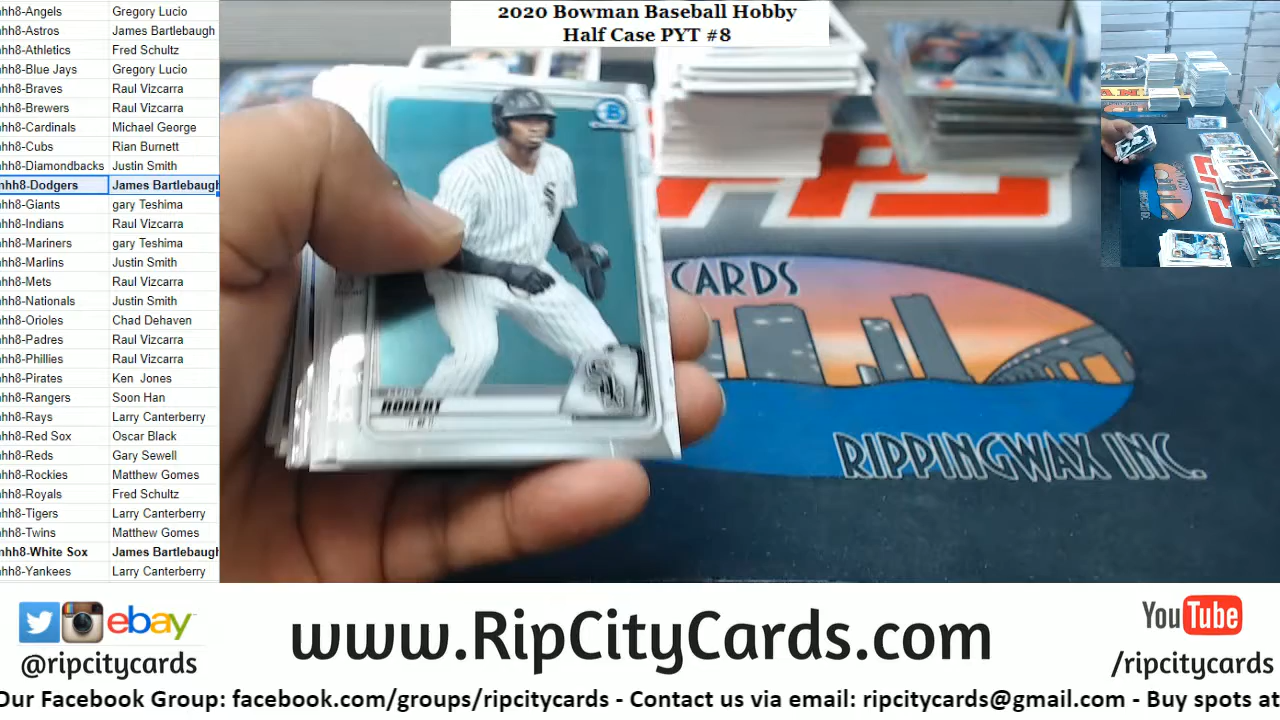 2020 Bowman Baseball Hobby
Half Case PYT #8
hh8-Angels Gregory Lucio
hh8-Astros James Bartlebaugh
hh8-Athletics Fred Schultz
hh8-Blue Jays Gregory Lucio
hh8-Braves Raul Vizcarra
hh8-Brewers Raul Vizcarra
hh8-Cardinals Michael George
hh8-Cubs Rian Burnett
hh8-Diamondbacks Justin Smith
hh8-Dodgers James Bartlebaugh
hh8-Giants gary Teshima
hh8-Indians Raul Vizcarra
hh8-Mariners gary Teshima
hh8-Marlins Justin Smith
hh8-Mets Raul Vizcarra
hh8-Nationals Justin Smith
hh8-Orioles Chad Dehaven
hh8-Padres Raul Vizcarra
hh8-Phillies Raul Vizcarra
hh8-Pirates Ken Jones
hh8-Rangers Soon Han
hh8-Rays Larry Canterberry
hh8-Red Sox Oscar Black
hh8-Reds Gary Sewell
hh8-Rockies Matthew Gomes
hh8-Royals Fred Schultz
hh8-Tigers Larry Canterberry
hh8-Twins Matthew Gomes
hh8-White Sox James Bartlebaugh
hh8-Yankees Larry Canterberry
ROBERT
CARDS
RIPPINGWAX INC.
ebay
@ripcitycards
www.RipCityCards.com
YouTube
/ripcitycards
Our Facebook Group: facebook.com/groups/ripcitycards - Contact us via email: ripcitycards@gmail.com - Buy spots at